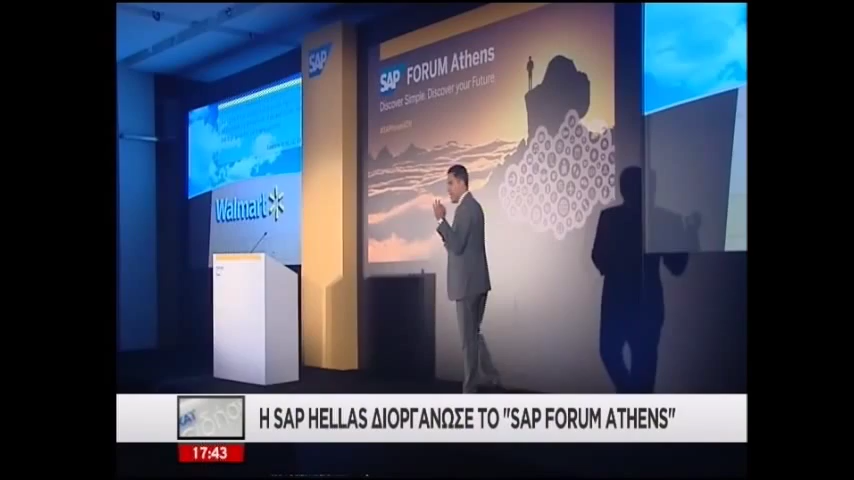 SAP
SAP FORUM Athens
Discover Simple. Discover your Future.
Walmart
Η SAP HELLAS ΔΙΟΡΓΑΝΩΣΕ ΤΟ "SAP FORUM ATHENS"
17:43